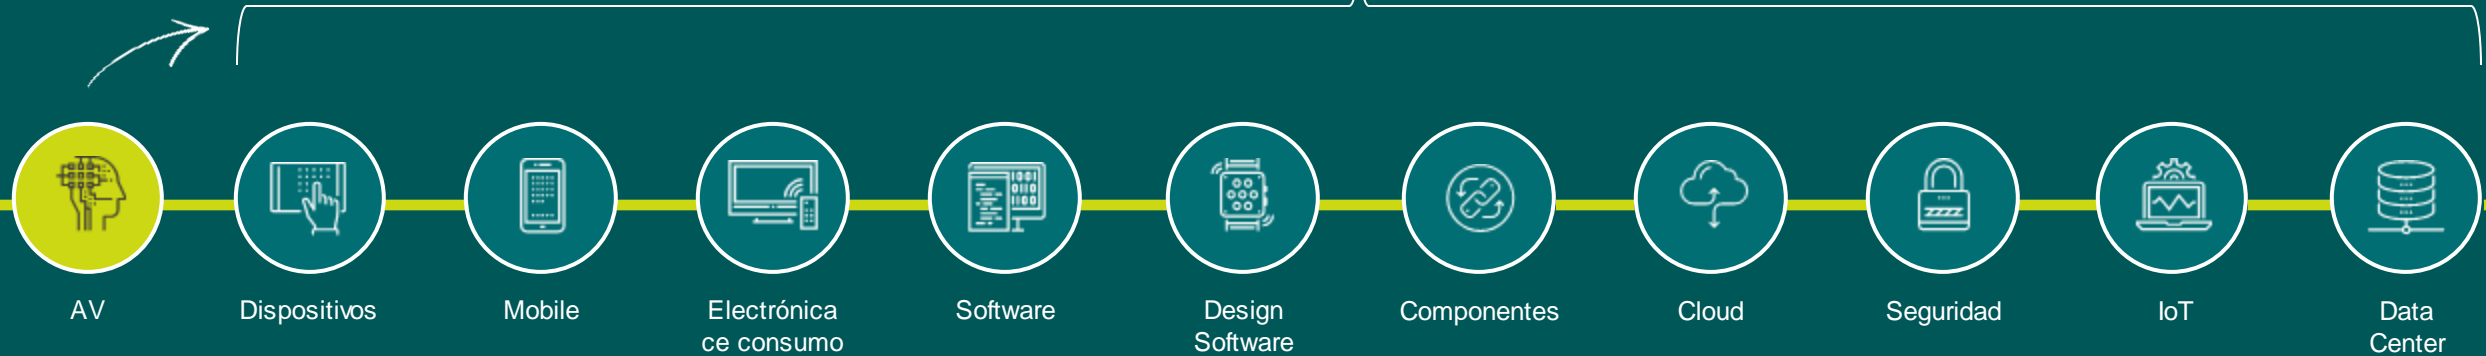 AV
Dispositivos
Mobile
Electrónica
ce consumo
Software
Design
Software
Componentes
Cloud
Seguridad
IoT
Data
Center